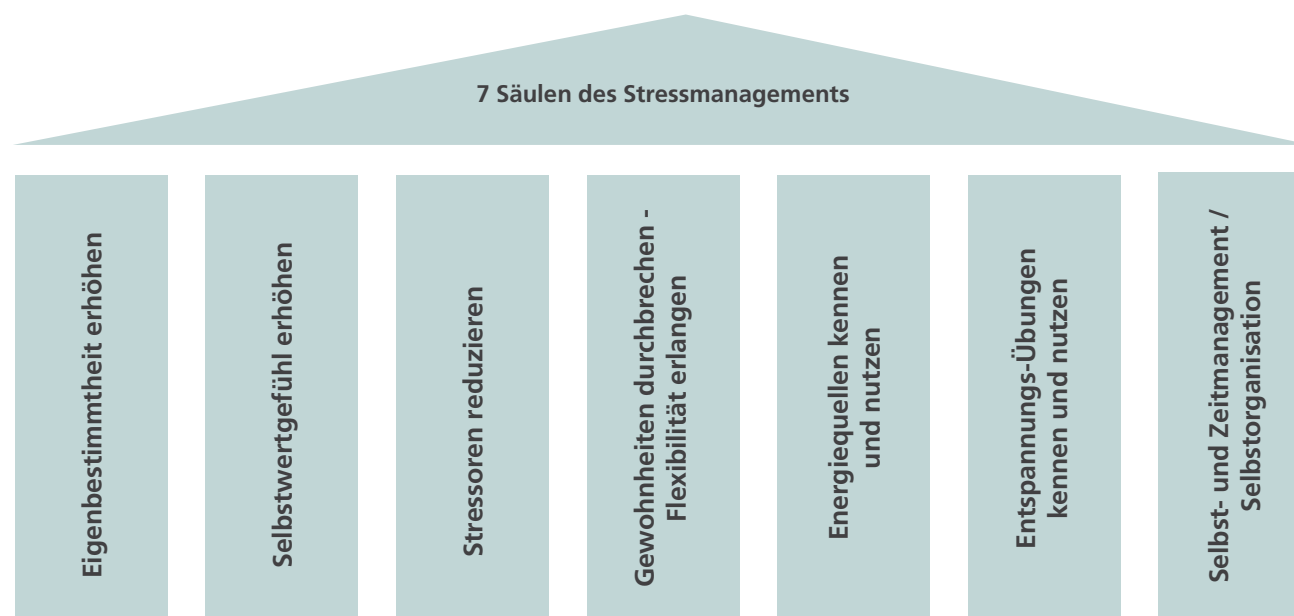 7 Säulen des Stressmanagements
Eigenbestimmtheit erhöhen
Selbstwertgefühl erhöhen
Stressoren reduzieren
Gewohnheiten durchbrechen -
Flexibilität erlangen
Energiequellen kennen
und nutzen
Entspannungs-Übungen
kennen und nutzen
Selbst- und Zeitmanagement /
Selbstorganisation